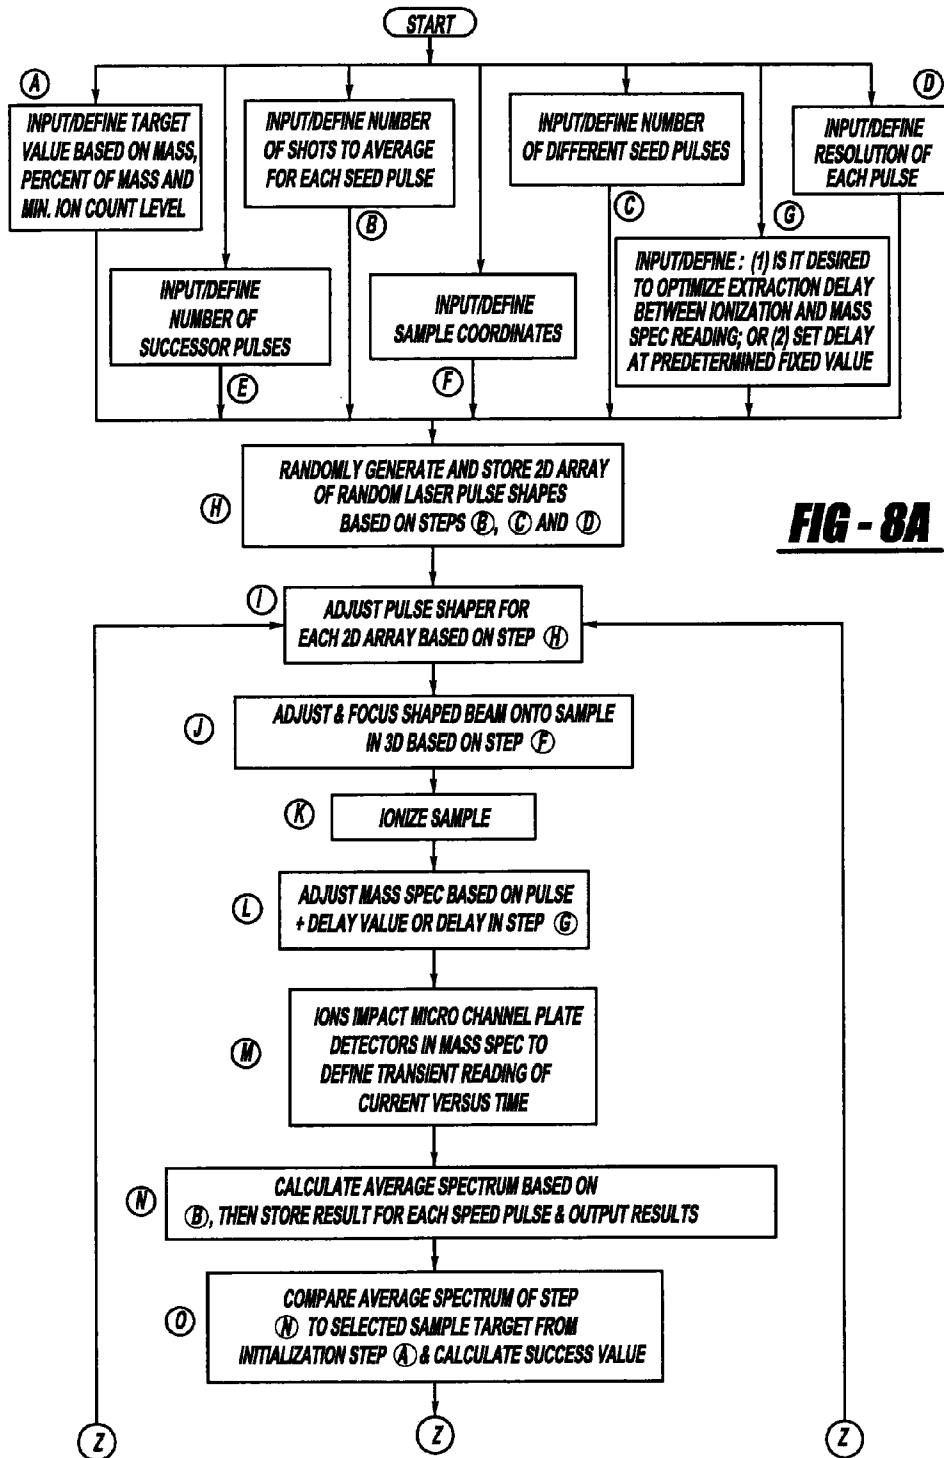 START
A
INPUT/DEFINE TARGET
VALUE BASED ON MASS,
PERCENT OF MASS AND
MIN. ION COUNT LEVEL
INPUT/DEFINE NUMBER
OF SHOTS TO AVERAGE
FOR EACH SEED PULSE
B
INPUT/DEFINE NUMBER
OF DIFFERENT SEED PULSES
C
D
INPUT/DEFINE
RESOLUTION OF
EACH PULSE
G
INPUT/DEFINE
NUMBER OF
SUCCESSOR PULSES
E
INPUT/DEFINE
SAMPLE COORDINATES
F
INPUT/DEFINE : (1) IS IT DESIRED
TO OPTIMIZE EXTRACTION DELAY
BETWEEN IONIZATION AND MASS
SPEC READING; OR (2) SET DELAY
AT PREDETERMINED FIXED VALUE
H
RANDOMLY GENERATE AND STORE 2D ARRAY
OF RANDOM LASER PULSE SHAPES
BASED ON STEPS B, C AND D
FIG - 8A
I
ADJUST PULSE SHAPER FOR
EACH 2D ARRAY BASED ON STEP H
J
ADJUST & FOCUS SHAPED BEAM ONTO SAMPLE
IN 3D BASED ON STEP F
K
IONIZE SAMPLE
L
ADJUST MASS SPEC BASED ON PULSE
+ DELAY VALUE OR DELAY IN STEP G
M
IONS IMPACT MICRO CHANNEL PLATE
DETECTORS IN MASS SPEC TO
DEFINE TRANSIENT READING OF
CURRENT VERSUS TIME
N
CALCULATE AVERAGE SPECTRUM BASED ON
B, THEN STORE RESULT FOR EACH SPEED PULSE & OUTPUT RESULTS
O
COMPARE AVERAGE SPECTRUM OF STEP
N TO SELECTED SAMPLE TARGET FROM
INITIALIZATION STEP A & CALCULATE SUCCESS VALUE
Z
Z
Z